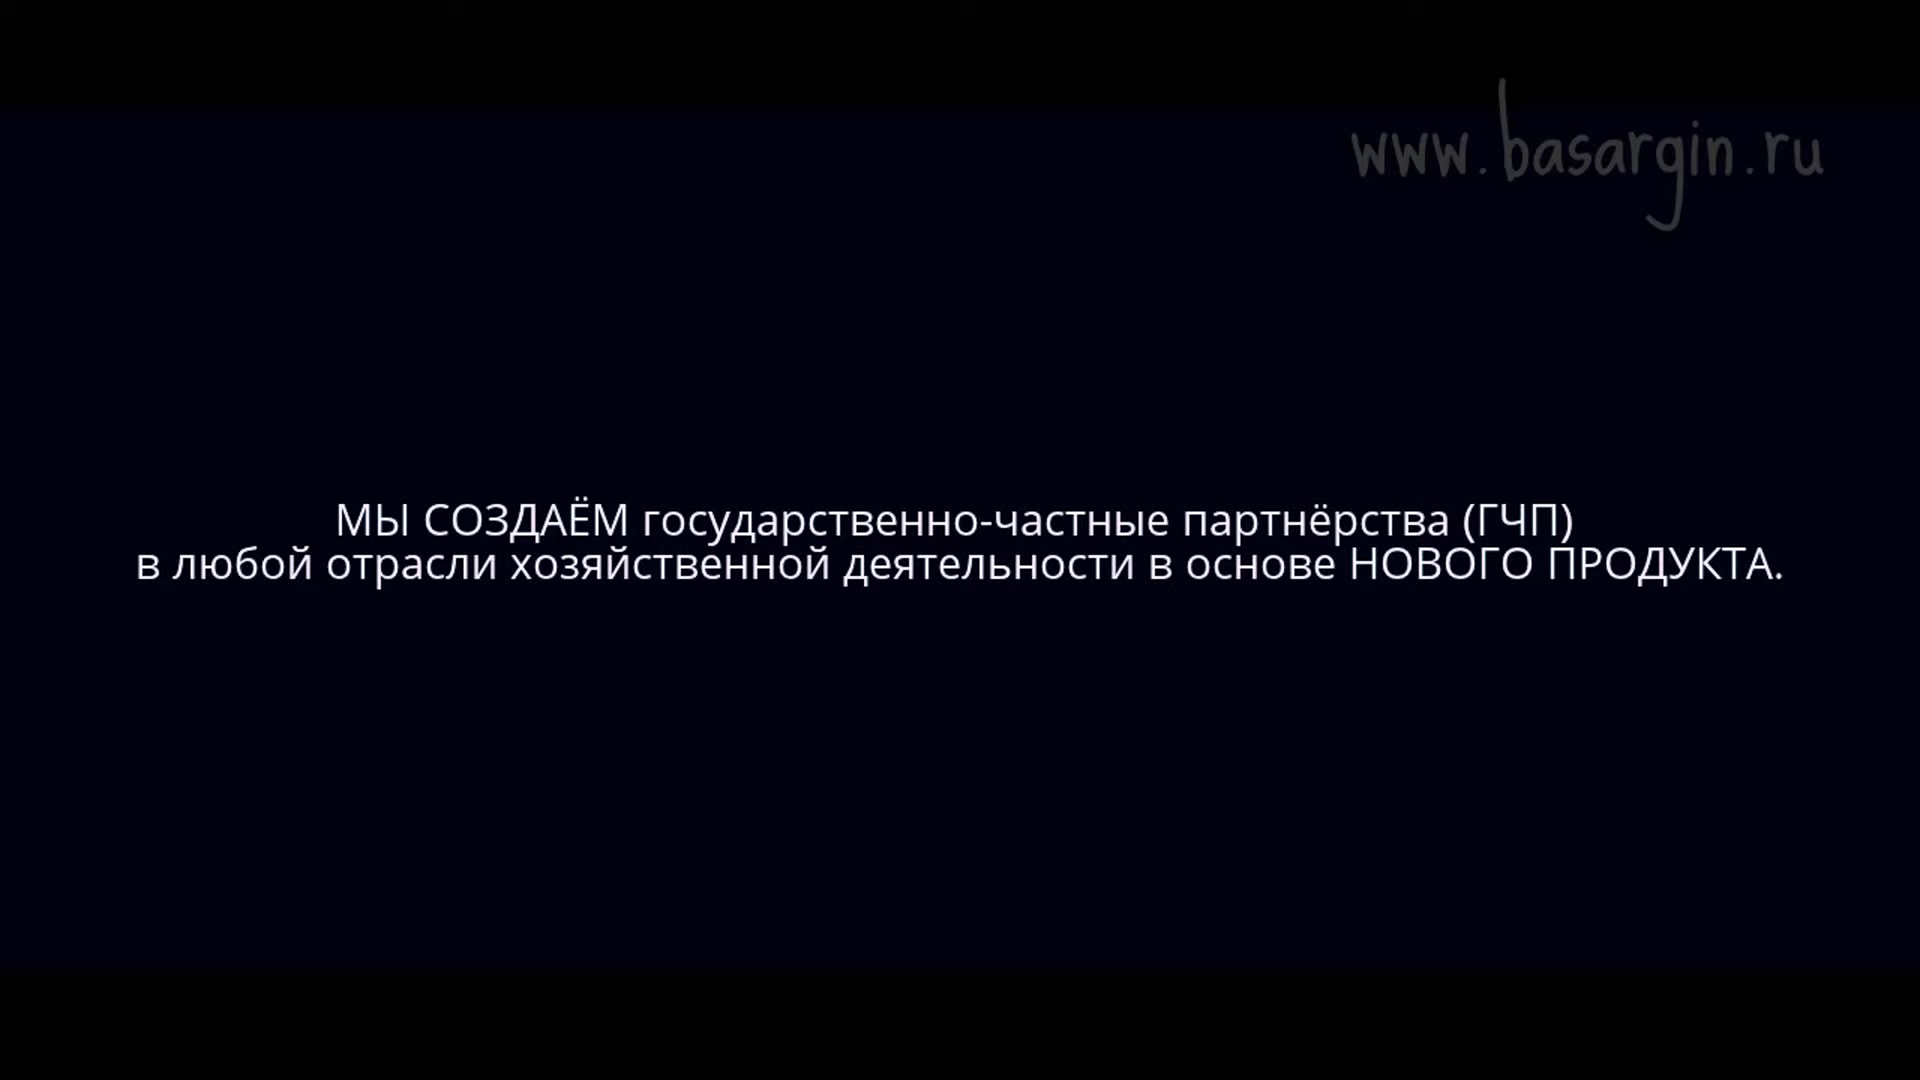 www.basargin.ru
МЫ СОЗДАЁМ государственно-частные партнёрства (ГЧП)
в любой отрасли хозяйственной деятельности в основе НОВОГО ПРОДУКТА.